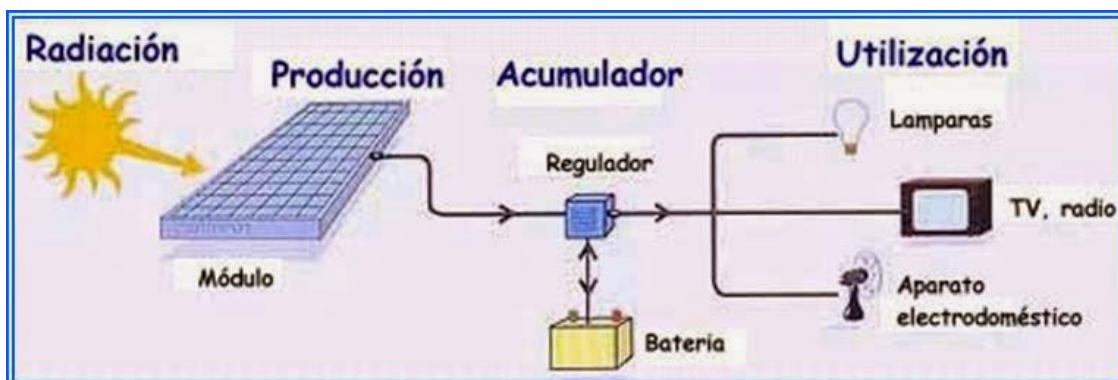 Radiación
Producción
Acumulador
Utilización
Lamparas
Regulador
TV, radio
Módulo
Aparato
electrodoméstico
Bateria